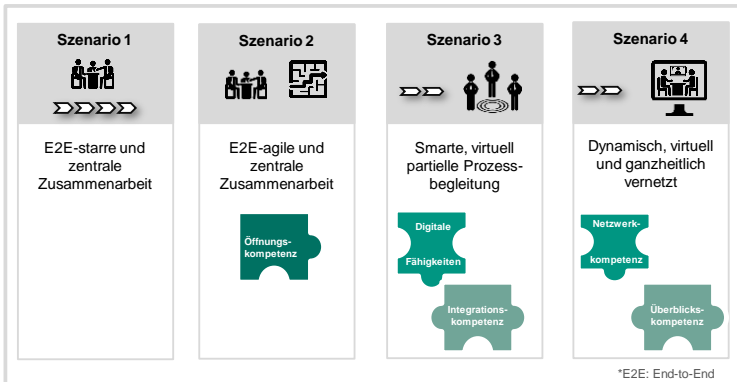 Szenario 1
E2E-starre und
zentrale
Zusammenarbeit
Szenario 2
E2E-agile und
zentrale
Zusammenarbeit
Öffnungs-
kompetenz
Szenario 3
Smarte, virtuell
partielle Prozess-
begleitung
Digitale
Fähigkeiten
Integrations-
kompetenz
Szenario 4
Dynamisch, virtuell
und ganzheitlich
vernetzt
Netzwerk-
kompetenz
Überblicks-
kompetenz
*E2E: End-to-End